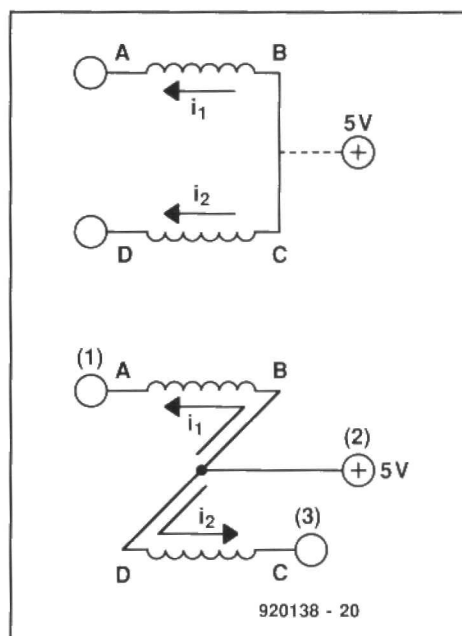 A B
i1
5V
+
i2
D C
(1) A B
i1
(2)
+ 5V
i2 (3)
D C
920138 - 20